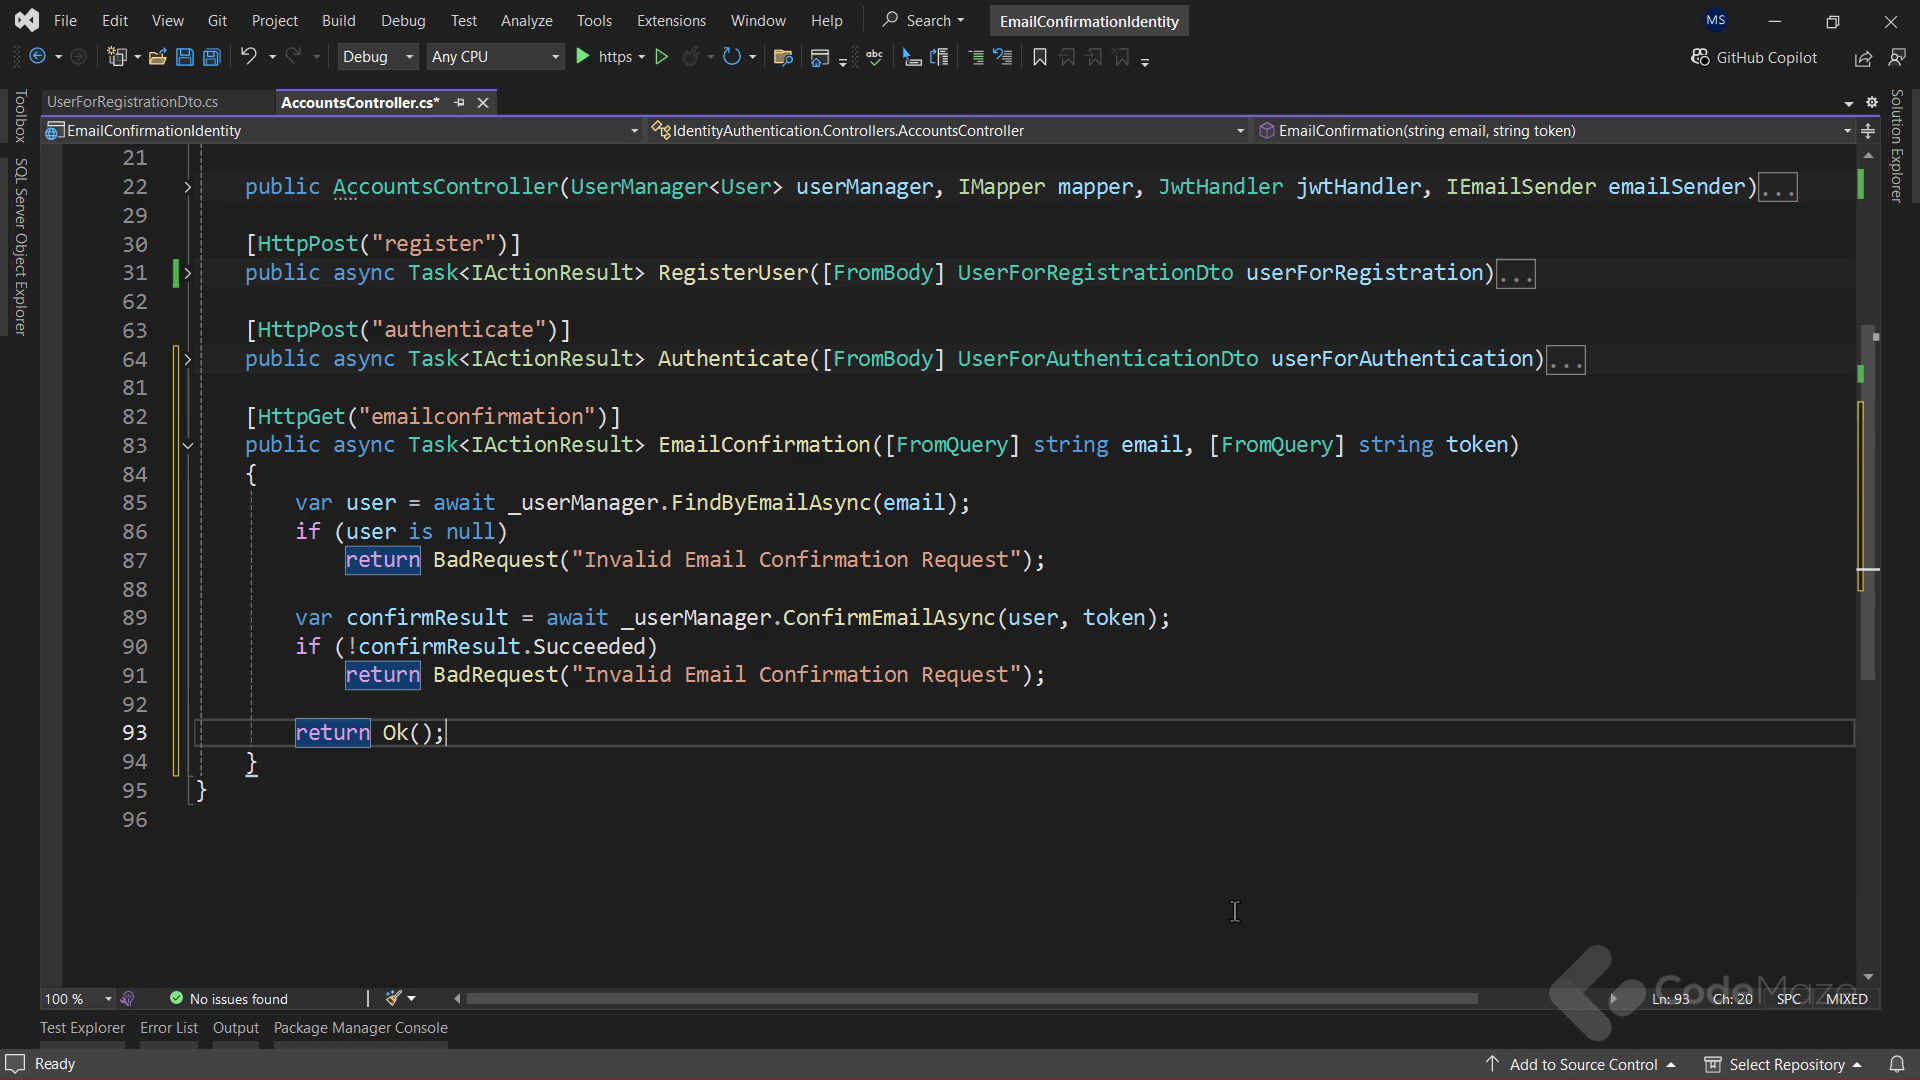 File Edit View Git Project Build Debug Test Analyze Tools Extensions Window Help Search EmailConfirmationIdentity MS
Debug Any CPU https abc GitHub Copilot
UserForRegistrationDto.cs AccountsController.cs*
EmailConfirmationIdentity IdentityAuthentication.Controllers.AccountsController EmailConfirmation(string email, string token)
Toolbox
SQL Server Object Explorer
Solution Explorer
21
22 public AccountsController(UserManager<User> userManager, IMapper mapper, JwtHandler jwtHandler, IEmailSender emailSender)...
29
30 [HttpPost("register")]
31 public async Task<IActionResult> RegisterUser([FromBody] UserForRegistrationDto userForRegistration)...
62
63 [HttpPost("authenticate")]
64 public async Task<IActionResult> Authenticate([FromBody] UserForAuthenticationDto userForAuthentication)...
81
82 [HttpGet("emailconfirmation")]
83 public async Task<IActionResult> EmailConfirmation([FromQuery] string email, [FromQuery] string token)
84 {
85 var user = await _userManager.FindByEmailAsync(email);
86 if (user is null)
87 return BadRequest("Invalid Email Confirmation Request");
88
89 var confirmResult = await _userManager.ConfirmEmailAsync(user, token);
90 if (!confirmResult.Succeeded)
91 return BadRequest("Invalid Email Confirmation Request");
92
93 return Ok();
94 }
95 }
96
CodeMaze
100 % No issues found Ln: 93 Ch: 20 SPC MIXED
Test Explorer Error List Output Package Manager Console
Ready Add to Source Control Select Repository